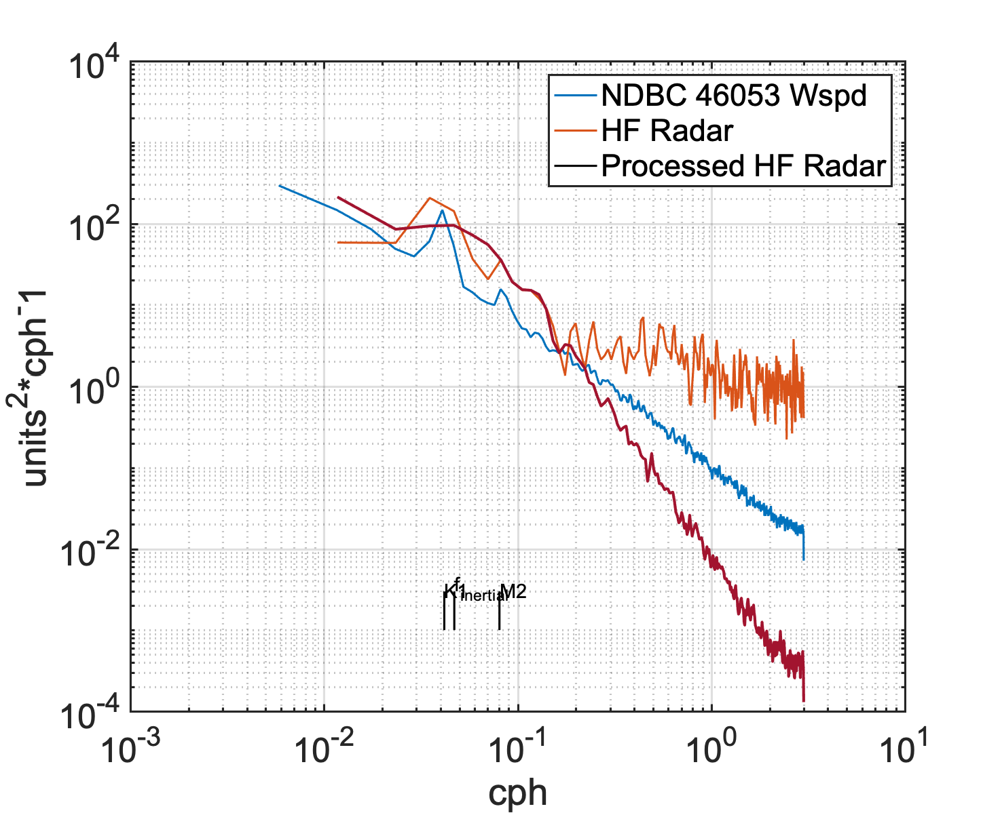 10^4
10^2
10^0
10^-2
10^-4
units^2*cph^-1
NDBC 46053 Wspd
HF Radar
Processed HF Radar
K1
f_inertial
M2
10^-3
10^-2
10^-1
10^0
10^1
cph